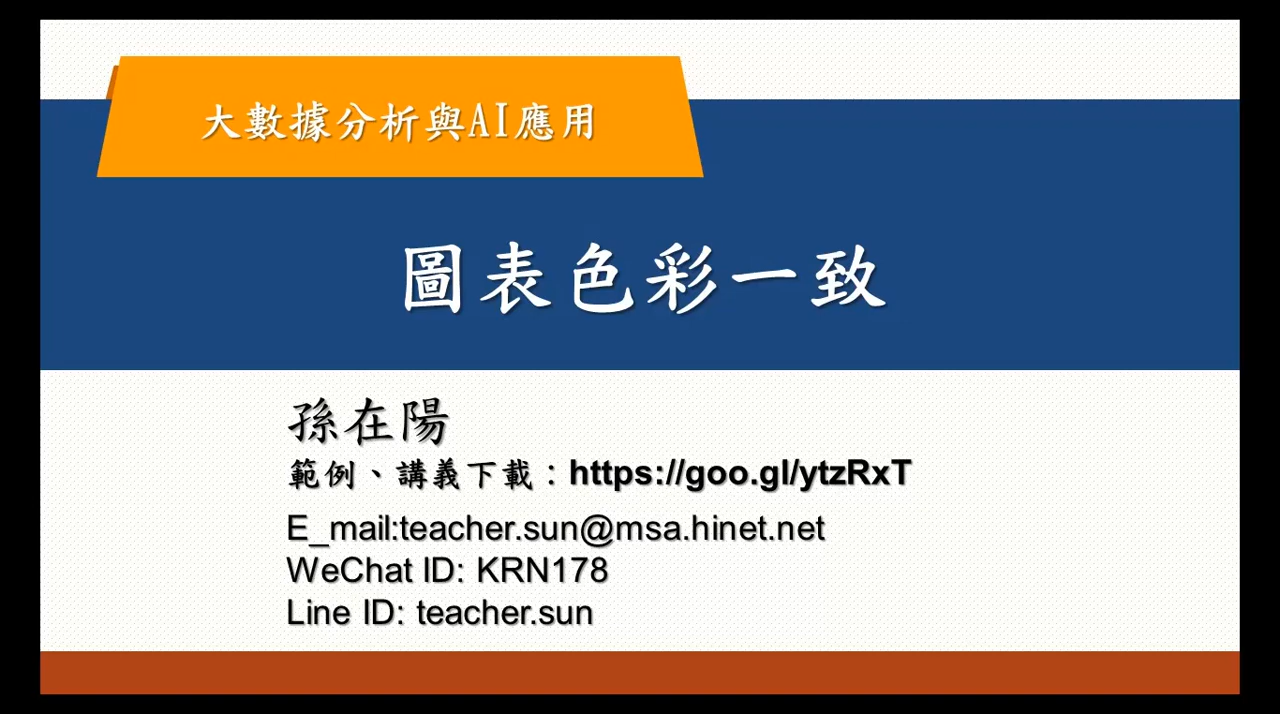 大數據分析與AI應用
圖表色彩一致
孫在陽
範例、講義下載：https://goo.gl/ytzRxT
E_mail:teacher.sun@msa.hinet.net
WeChat ID: KRN178
Line ID: teacher.sun